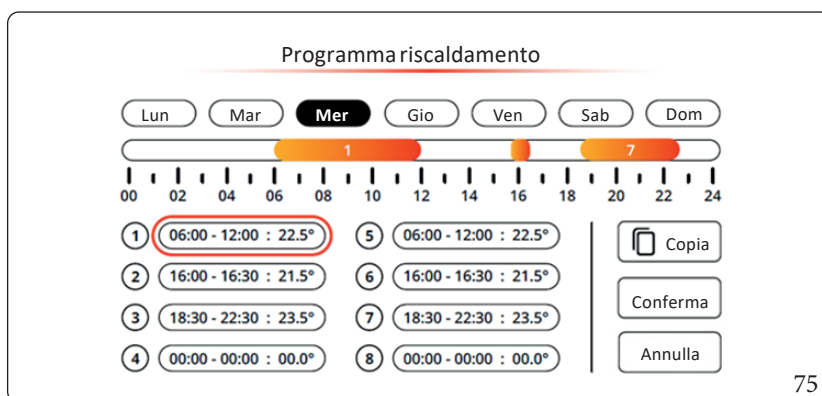 Programma riscaldamento
Lun Mar Mer Gio Ven Sab Dom
1 7
00 02 04 06 08 10 12 14 16 18 20 22 24
1 06:00 - 12:00 : 22.5° 5 06:00 - 12:00 : 22.5°
2 16:00 - 16:30 : 21.5° 6 16:00 - 16:30 : 21.5°
3 18:30 - 22:30 : 23.5° 7 18:30 - 22:30 : 23.5°
4 00:00 - 00:00 : 00.0° 8 00:00 - 00:00 : 00.0°
Copia
Conferma
Annulla
75